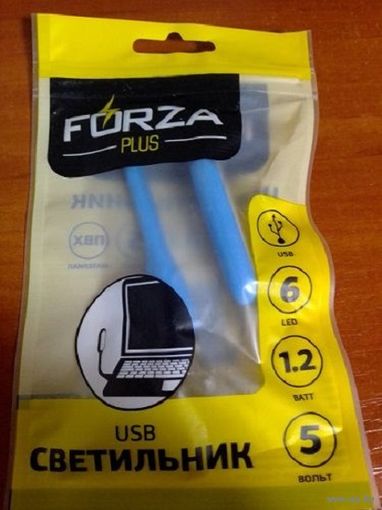 FORZA
PLUS
USB
6
LED
1.2
ВАТТ
5
ВОЛЬТ
USB
СВЕТИЛЬНИК